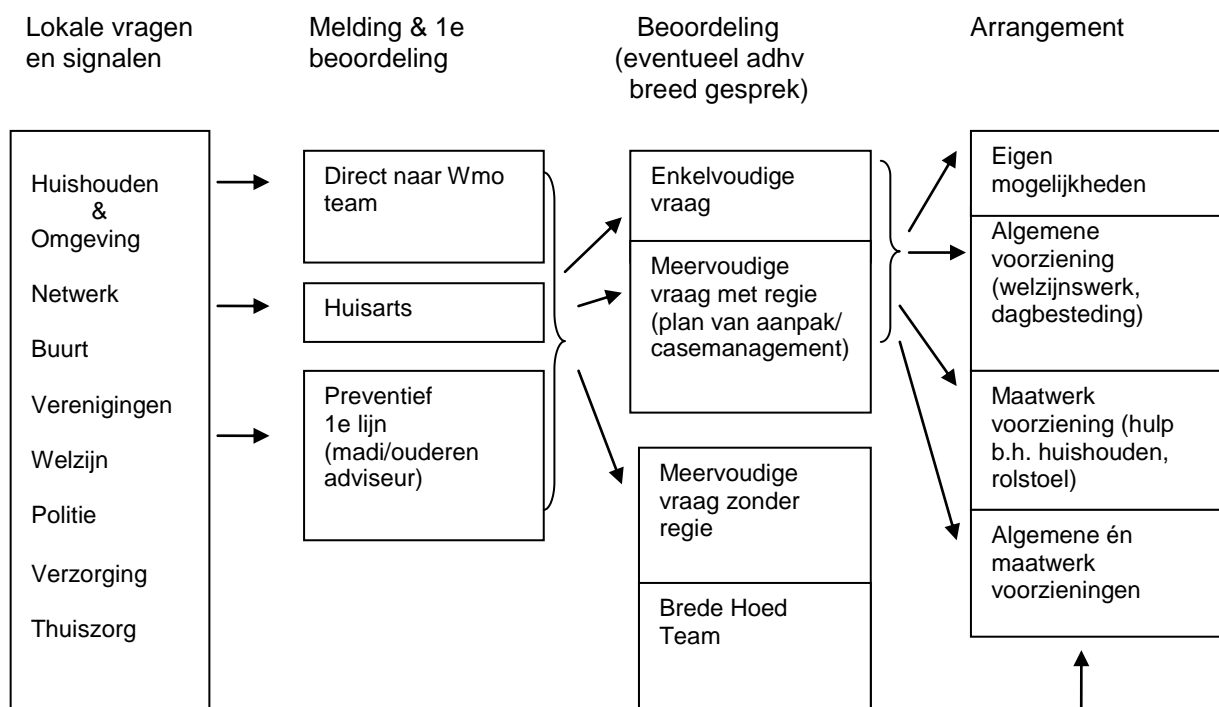 Lokale vragen
en signalen
Melding & 1e
beoordeling
Beoordeling
(eventueel adhv
breed gesprek)
Arrangement
Huishouden
&
Omgeving
Netwerk
Buurt
Verenigingen
Welzijn
Politie
Verzorging
Thuiszorg
Direct naar Wmo
team
Huisarts
Preventief
1e lijn
(madi/ouderen
adviseur)
Enkelvoudige
vraag
Meervoudige
vraag met regie
(plan van aanpak/
casemanagement)
Meervoudige
vraag zonder
regie
Brede Hoed
Team
Eigen
mogelijkheden
Algemene
voorziening
(welzijnswerk,
dagbesteding)
Maatwerk
voorziening (hulp
b.h. huishouden,
rolstoel)
Algemene én
maatwerk
voorzieningen